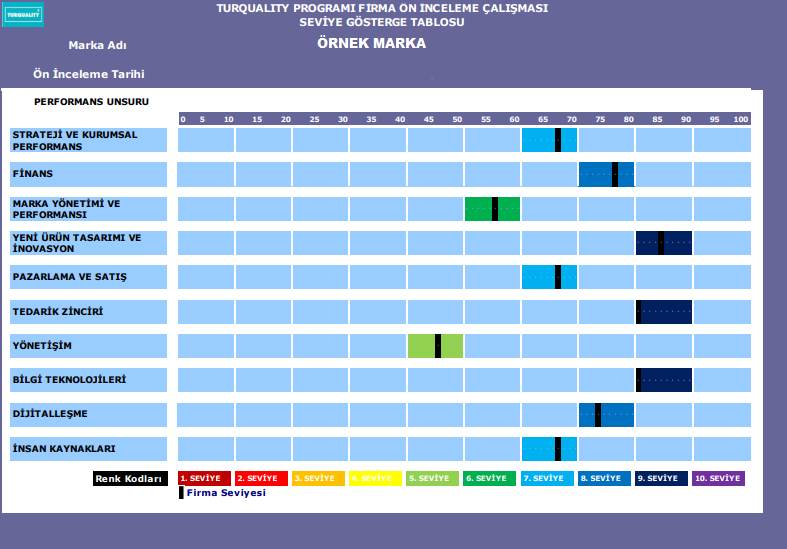 TURQUALITY
TURQUALITY PROGRAMI FİRMA ÖN İNCELEME ÇALIŞMASI
SEVİYE GÖSTERGE TABLOSU
Marka Adı
ÖRNEK MARKA
Ön İnceleme Tarihi
PERFORMANS UNSURU
0 5 10 15 20 25 30 35 40 45 50 55 60 65 70 75 80 85 90 95 100
STRATEJİ VE KURUMSAL
PERFORMANS
FİNANS
MARKA YÖNETİMİ VE
PERFORMANSI
YENİ ÜRÜN TASARIMI VE
İNOVASYON
PAZARLAMA VE SATIŞ
TEDARİK ZİNCİRİ
YÖNETİŞİM
BİLGİ TEKNOLOJİLERİ
DİJİTALLEŞME
İNSAN KAYNAKLARI
Renk Kodları 1. SEVİYE 2. SEVİYE 3. SEVİYE 4. SEVİYE 5. SEVİYE 6. SEVİYE 7. SEVİYE 8. SEVİYE 9. SEVİYE 10. SEVİYE
Firma Seviyesi